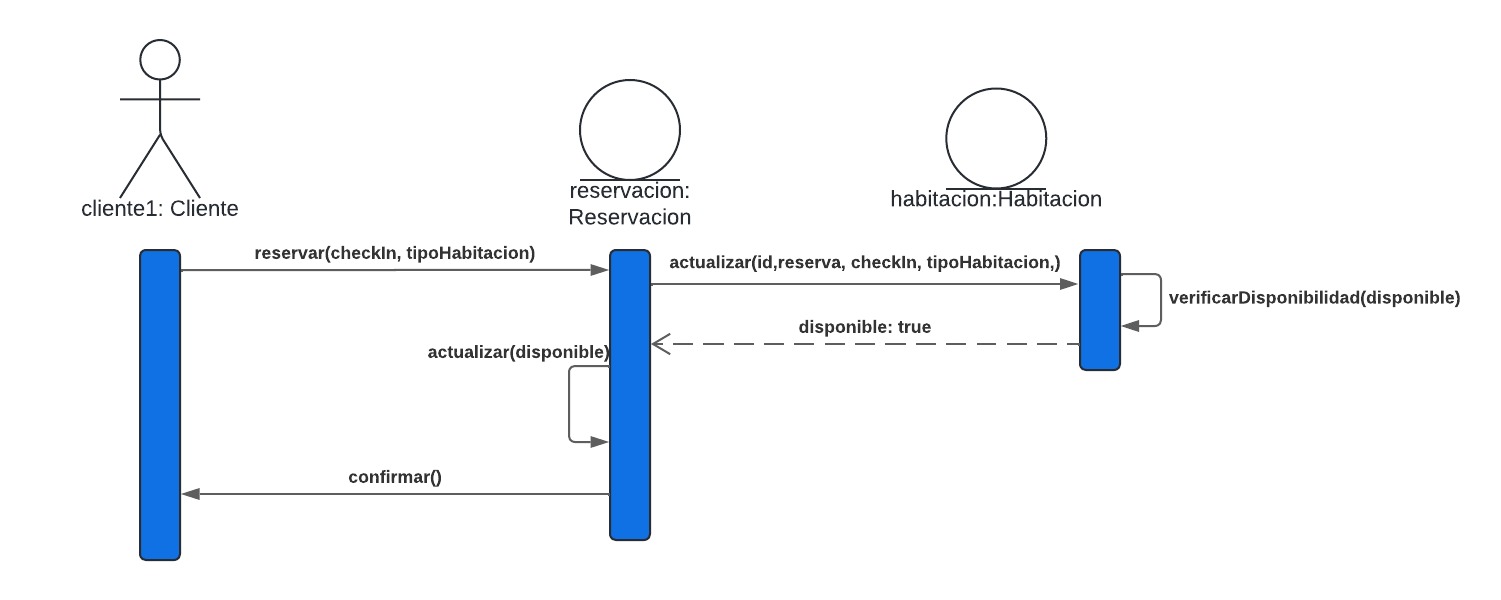 cliente1: Cliente
reservacion:
Reservacion
habitacion:Habitacion
reservar(checkIn, tipoHabitacion)
actualizar(id,reserva, checkIn, tipoHabitacion,)
verificarDisponibilidad(disponible)
disponible: true
actualizar(disponible)
confirmar()